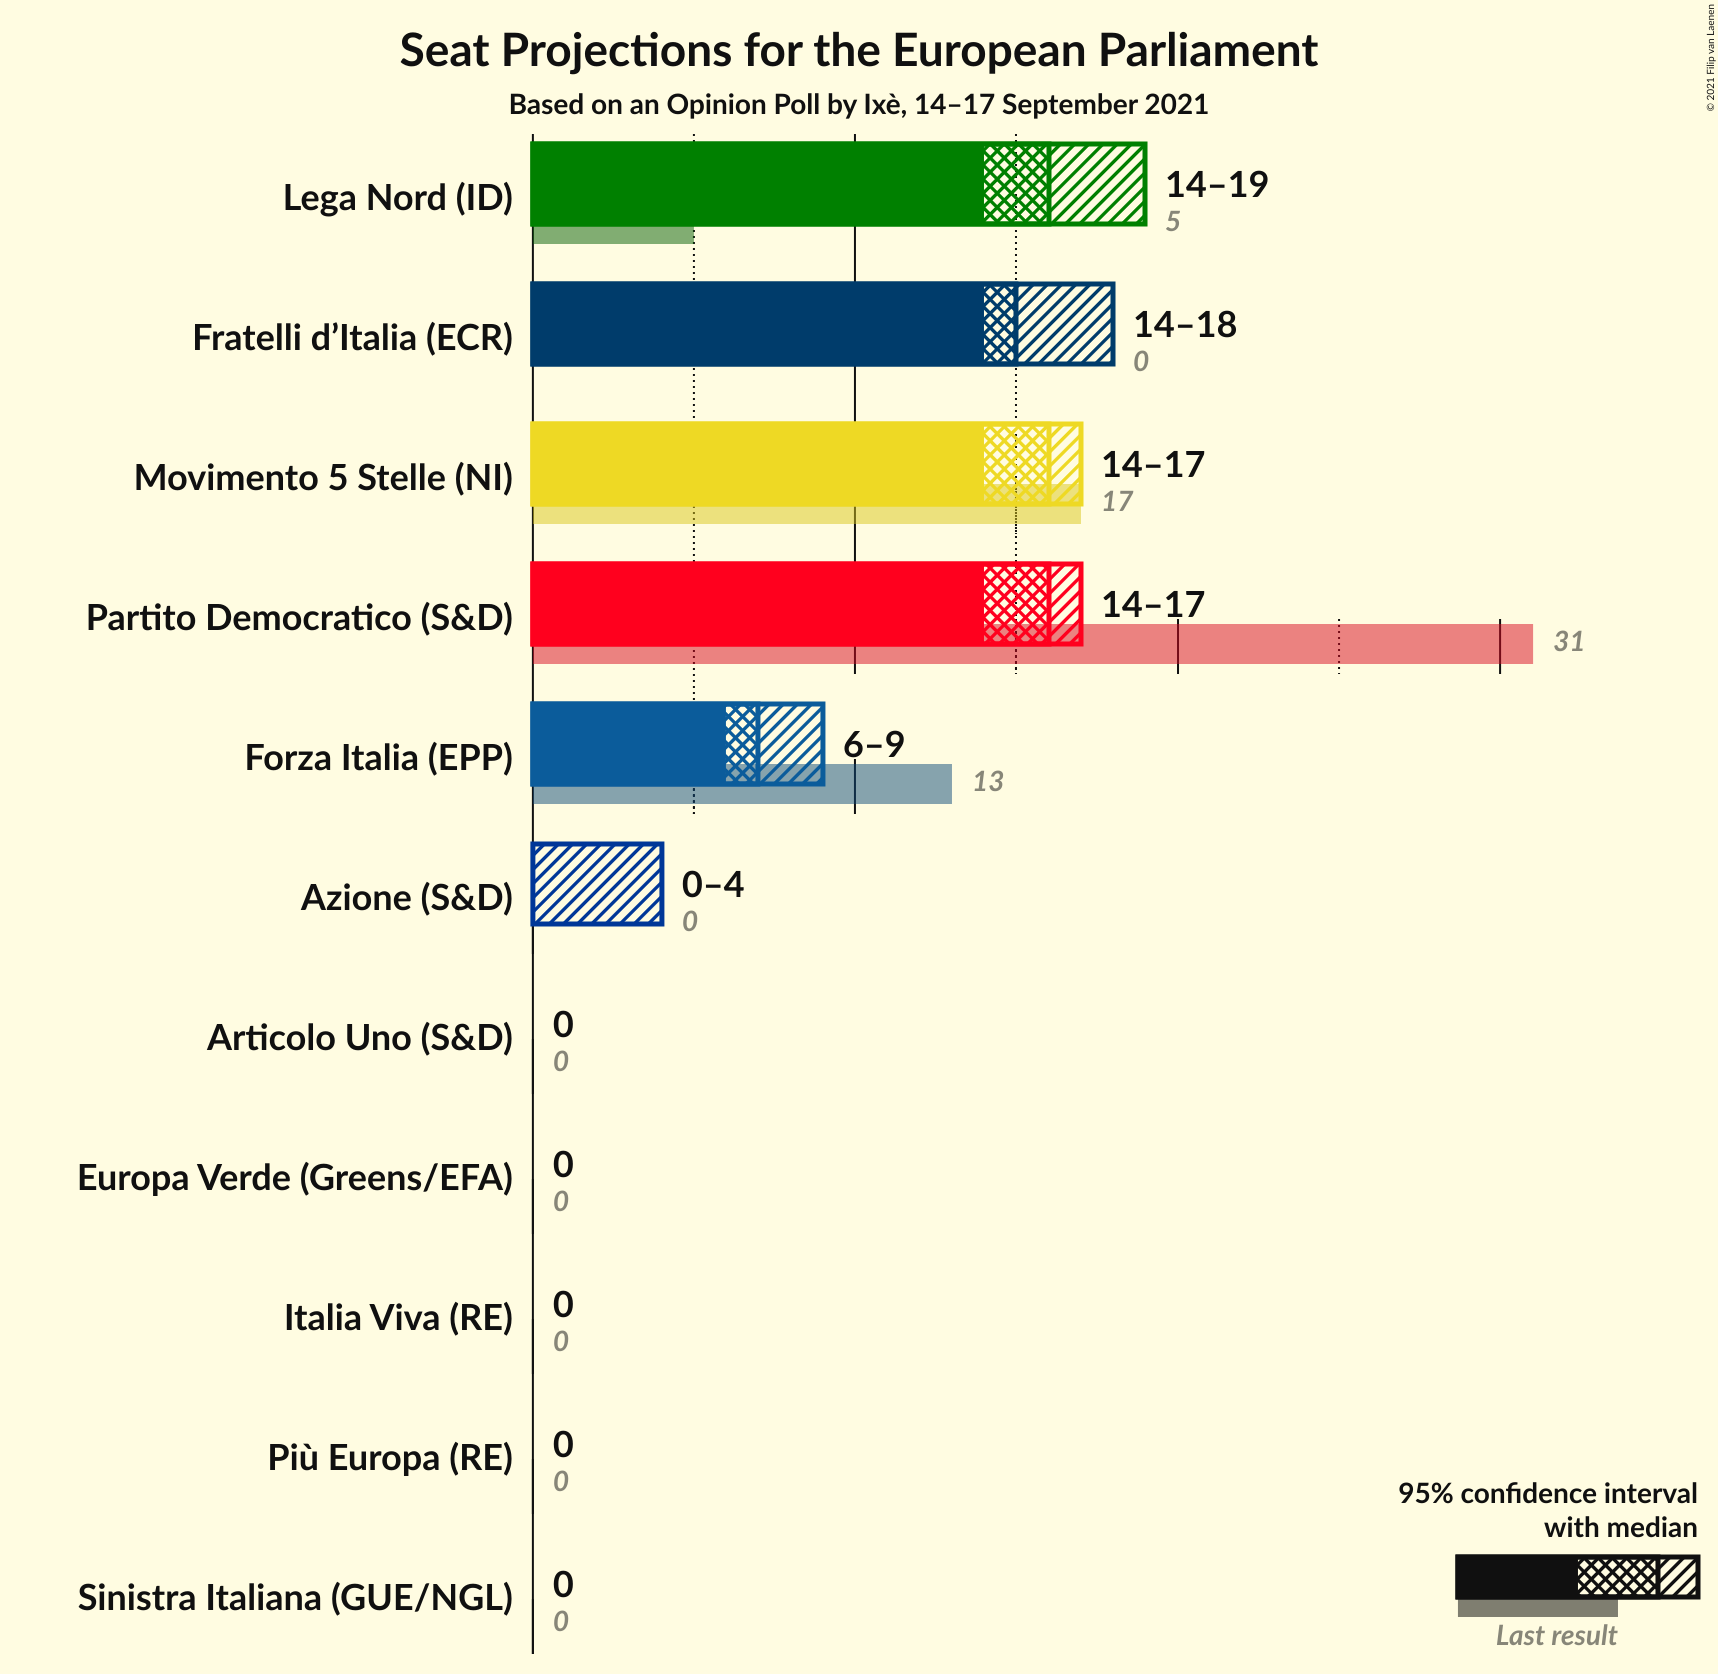 Seat Projections for the European Parliament
Based on an Opinion Poll by Ixè, 14–17 September 2021
© 2021 Filip van Laenen
Lega Nord (ID)
14–19
5
Fratelli d’Italia (ECR)
14–18
0
Movimento 5 Stelle (NI)
14–17
17
Partito Democratico (S&D)
14–17
31
Forza Italia (EPP)
6–9
13
Azione (S&D)
0–4
0
Articolo Uno (S&D)
0
0
Europa Verde (Greens/EFA)
0
0
Italia Viva (RE)
0
0
Più Europa (RE)
0
0
Sinistra Italiana (GUE/NGL)
0
0
95% confidence interval
with median
Last result